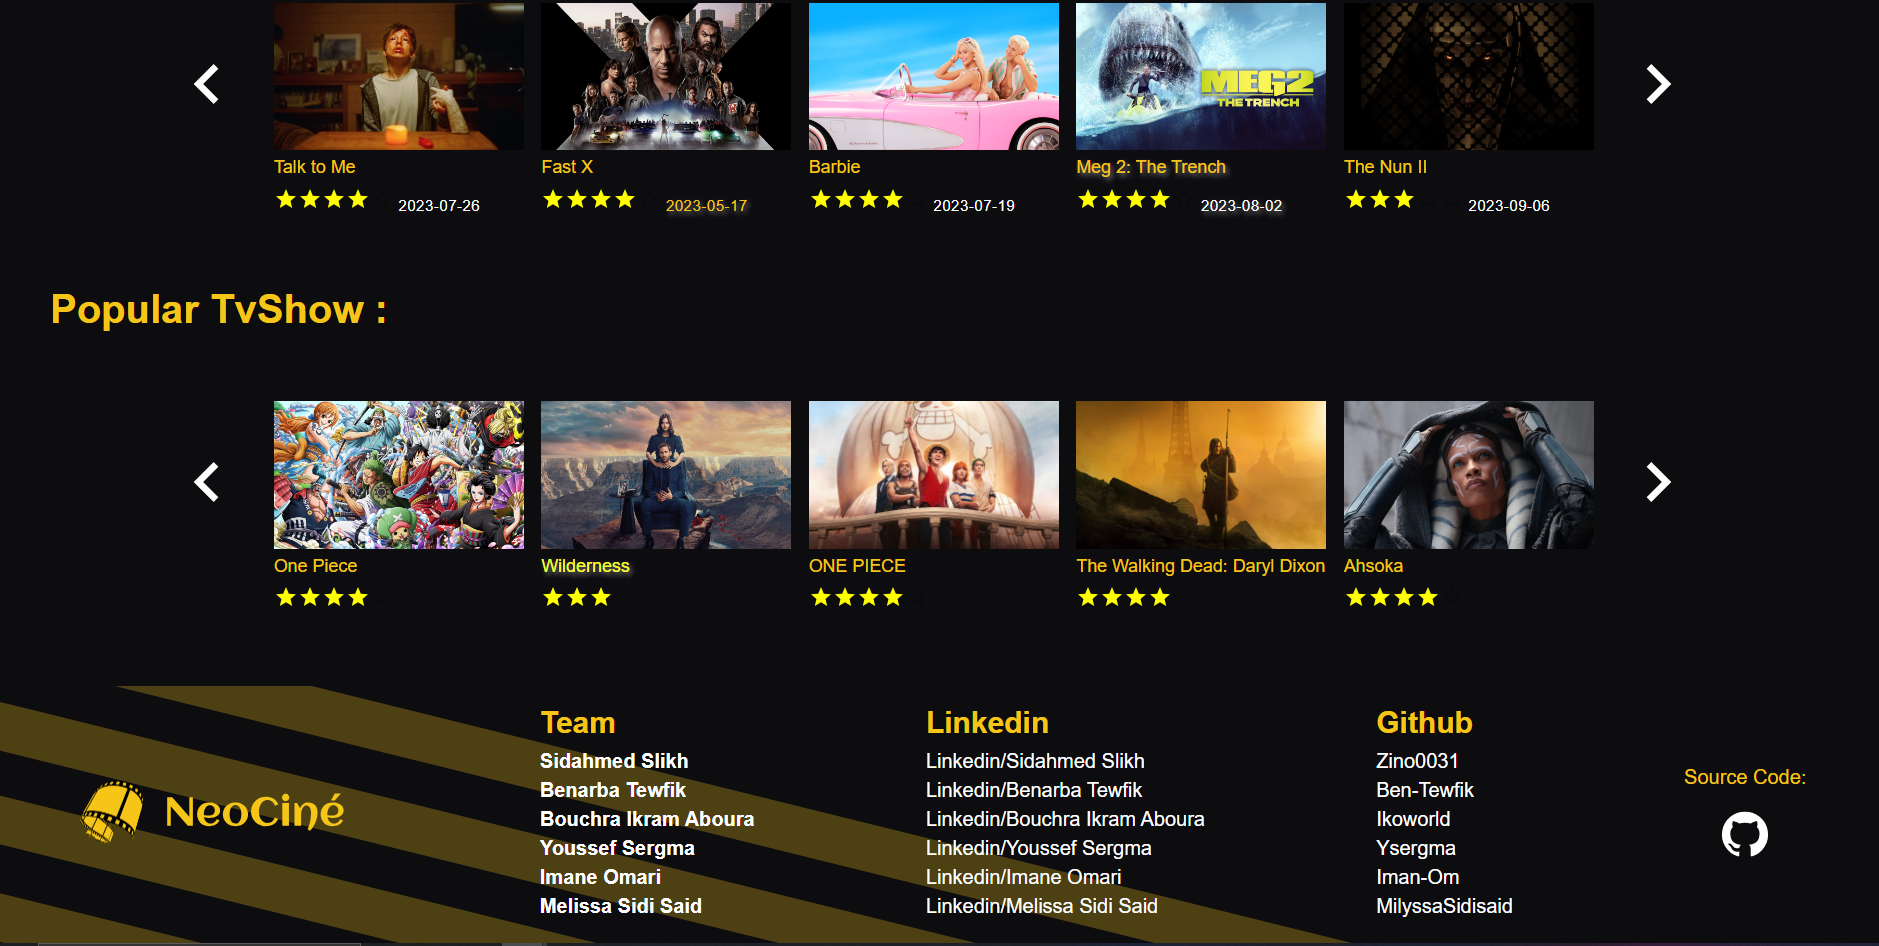 MEG2
THE TRENCH
Talk to Me
Fast X
Barbie
Meg 2: The Trench
The Nun II
2023-07-26
2023-05-17
2023-07-19
2023-08-02
2023-09-06
Popular TvShow :
One Piece
Wilderness
ONE PIECE
The Walking Dead: Daryl Dixon
Ahsoka
NeoCiné
Team
Sidahmed Slikh
Benarba Tewfik
Bouchra Ikram Aboura
Youssef Sergma
Imane Omari
Melissa Sidi Said
Linkedin
Linkedin/Sidahmed Slikh
Linkedin/Benarba Tewfik
Linkedin/Bouchra Ikram Aboura
Linkedin/Youssef Sergma
Linkedin/Imane Omari
Linkedin/Melissa Sidi Said
Github
Zino0031
Ben-Tewfik
Ikoworld
Ysergma
Iman-Om
MilyssaSidisaid
Source Code: